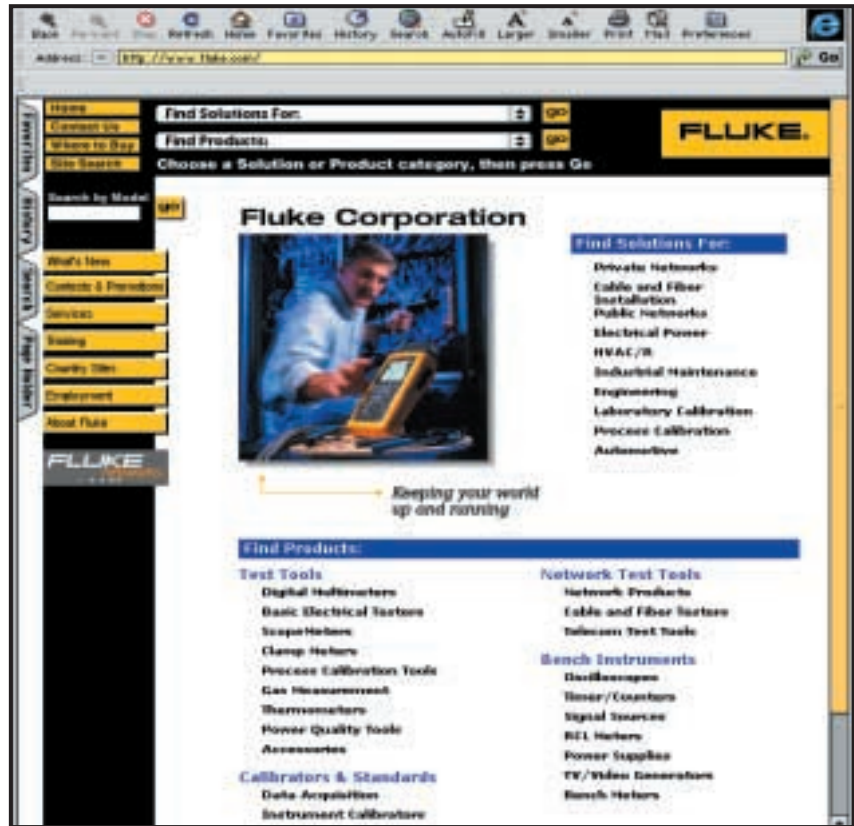 Back Forward Stop Refresh Home Favorites History Search AutoFill Larger Smaller Print Mail Preferences
Address: http://www.fluke.com/ Go
Favorites
History
Search
Page Holder
Home
Contact Us
Where to Buy
Site Search
Find Solutions For: go
Find Products: go
Choose a Solution or Product category, then press Go
FLUKE.
Search by Model
go
What's New
Contests & Promotions
Services
Training
Country Sites
Employment
About Fluke
FLUKE
Fluke Corporation
Keeping your world
up and running
Find Solutions For:
Private Networks
Cable and Fiber
Installation
Public Networks
Electrical Power
HVAC/R
Industrial Maintenance
Engineering
Laboratory Calibration
Process Calibration
Automotive
Find Products:
Test Tools
Digital Multimeters
Basic Electrical Testers
ScopeMeters
Clamp Meters
Process Calibration Tools
Gas Measurement
Thermometers
Power Quality Tools
Accessories
Calibrators & Standards
Data Acquisition
Instrument Calibrators
Network Test Tools
Network Products
Cable and Fiber Testers
Telecom Test Tools
Bench Instruments
Oscilloscopes
Timer/Counters
Signal Sources
RCL Meters
Power Supplies
TV/Video Generators
Bench Meters